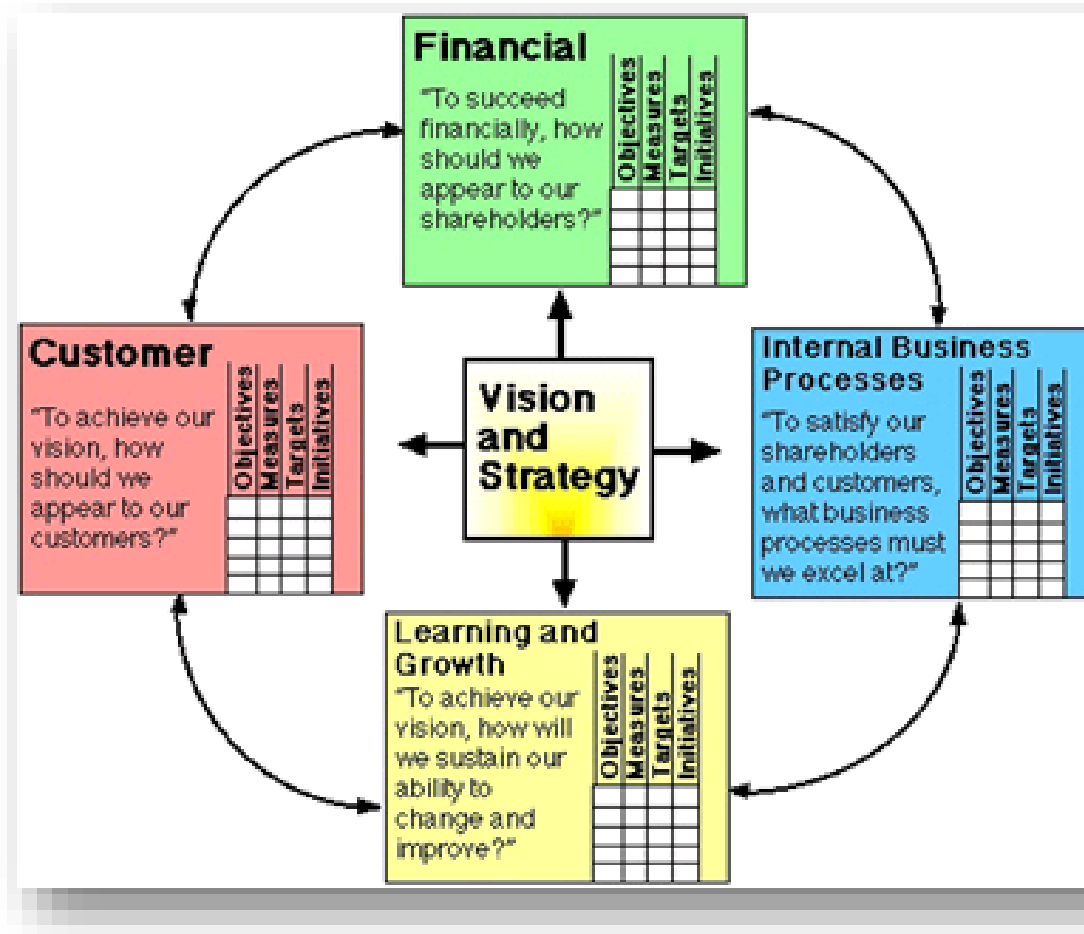 Financial
"To succeed
financially, how
should we
appear to our
shareholders?"
Objectives
Measures
Targets
Initiatives
Customer
"To achieve our
vision, how
should we
appear to our
customers?"
Objectives
Measures
Targets
Initiatives
Vision
and
Strategy
Internal Business
Processes
"To satisfy our
shareholders
and customers,
what business
processes must
we excel at?"
Objectives
Measures
Targets
Initiatives
Learning and
Growth
"To achieve our
vision, how will
we sustain our
ability to
change and
improve?"
Objectives
Measures
Targets
Initiatives